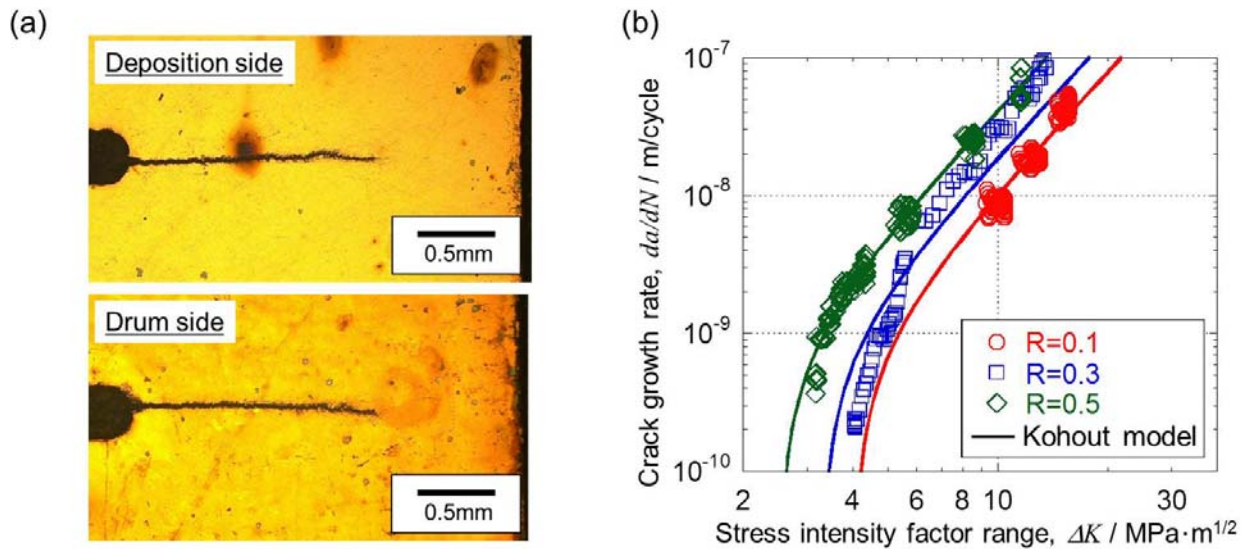 (a)
Deposition side
0.5mm
Drum side
0.5mm
(b)
Crack growth rate, da/dN / m/cycle
10⁻⁷
10⁻⁸
10⁻⁹
10⁻¹⁰
R=0.1
R=0.3
R=0.5
Kohout model
2 4 6 8 10 30
Stress intensity factor range, ΔK / MPa·m¹/²